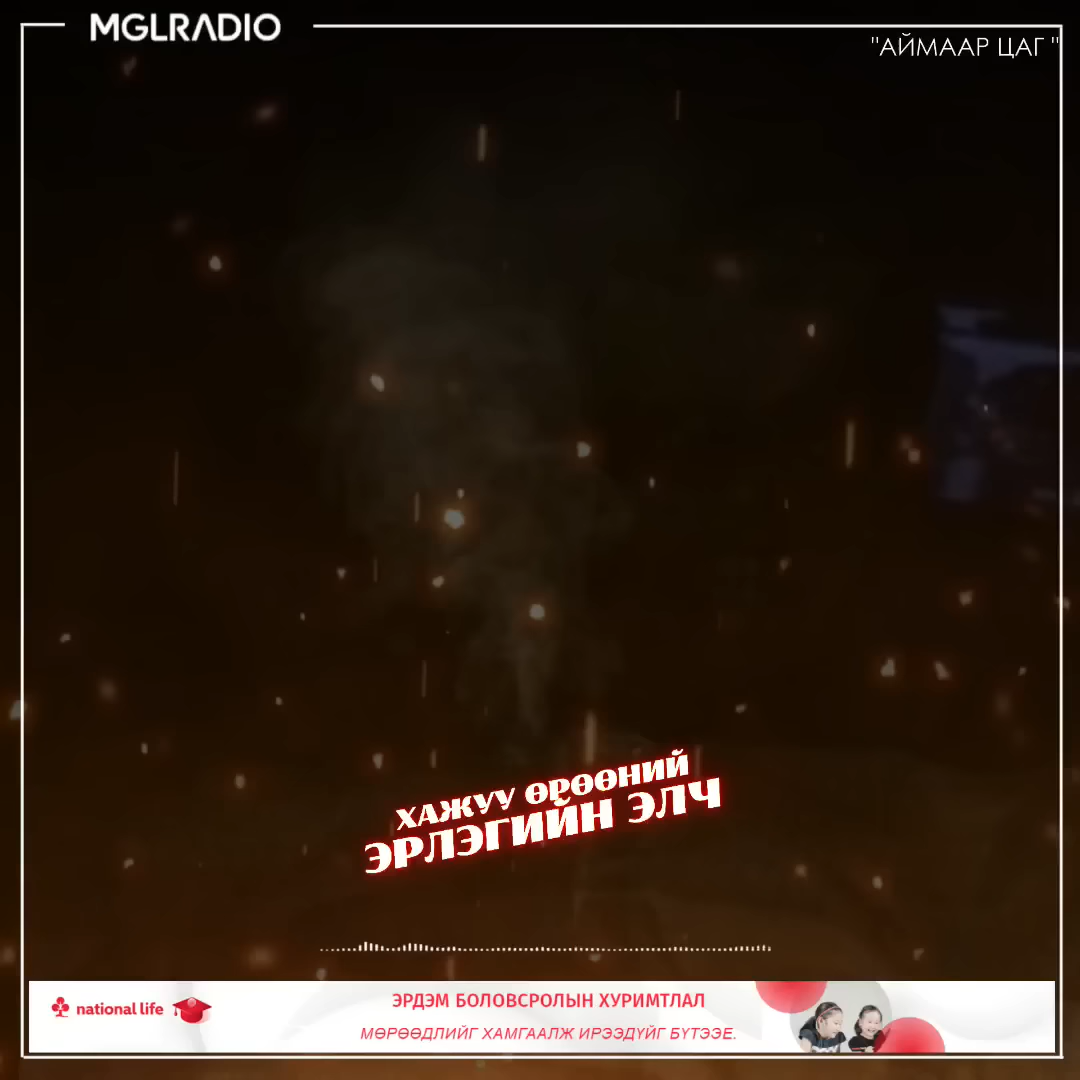 MGLRADIO
"АЙМААР ЦАГ "
ХАЖУУ ӨРӨӨНИЙ
ЭРЛЭГИЙН ЭЛЧ
national life
ЭРДЭМ БОЛОВСРОЛЫН ХУРИМТЛАЛ
МӨРӨӨДЛИЙГ ХАМГААЛЖ ИРЭЭДҮЙГ БҮТЭЭЕ.